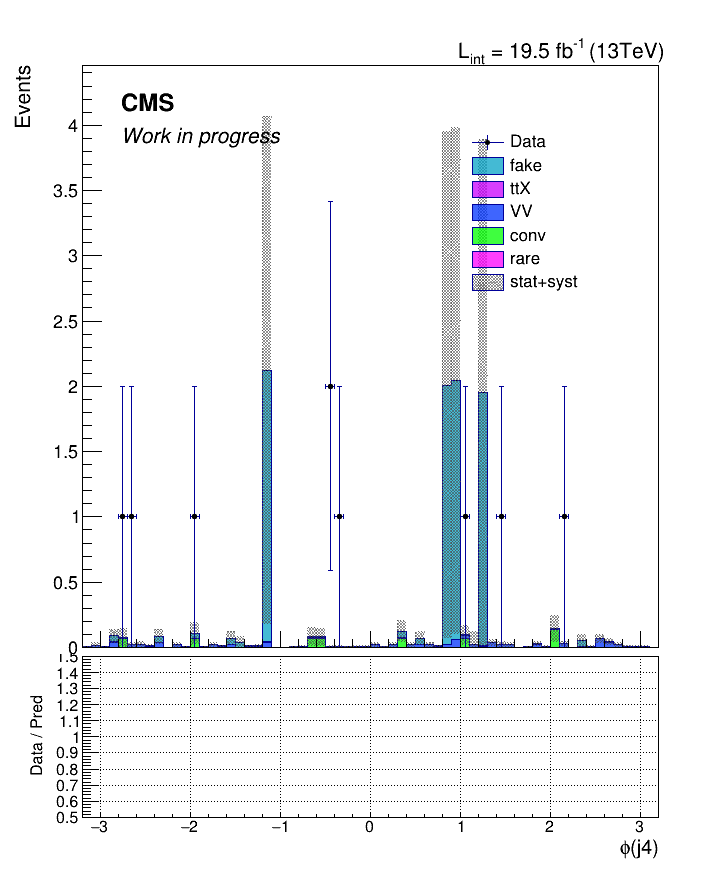 L_int = 19.5 fb^-1 (13TeV)
Events
CMS
Work in progress
Data
fake
ttX
VV
conv
rare
stat+syst
4
3.5
3
2.5
2
1.5
1
0.5
0
Data / Pred
1.5
1.4
1.3
1.2
1.1
1
0.9
0.8
0.7
0.6
0.5
−3 −2 −1 0 1 2 3
ϕ(j4)